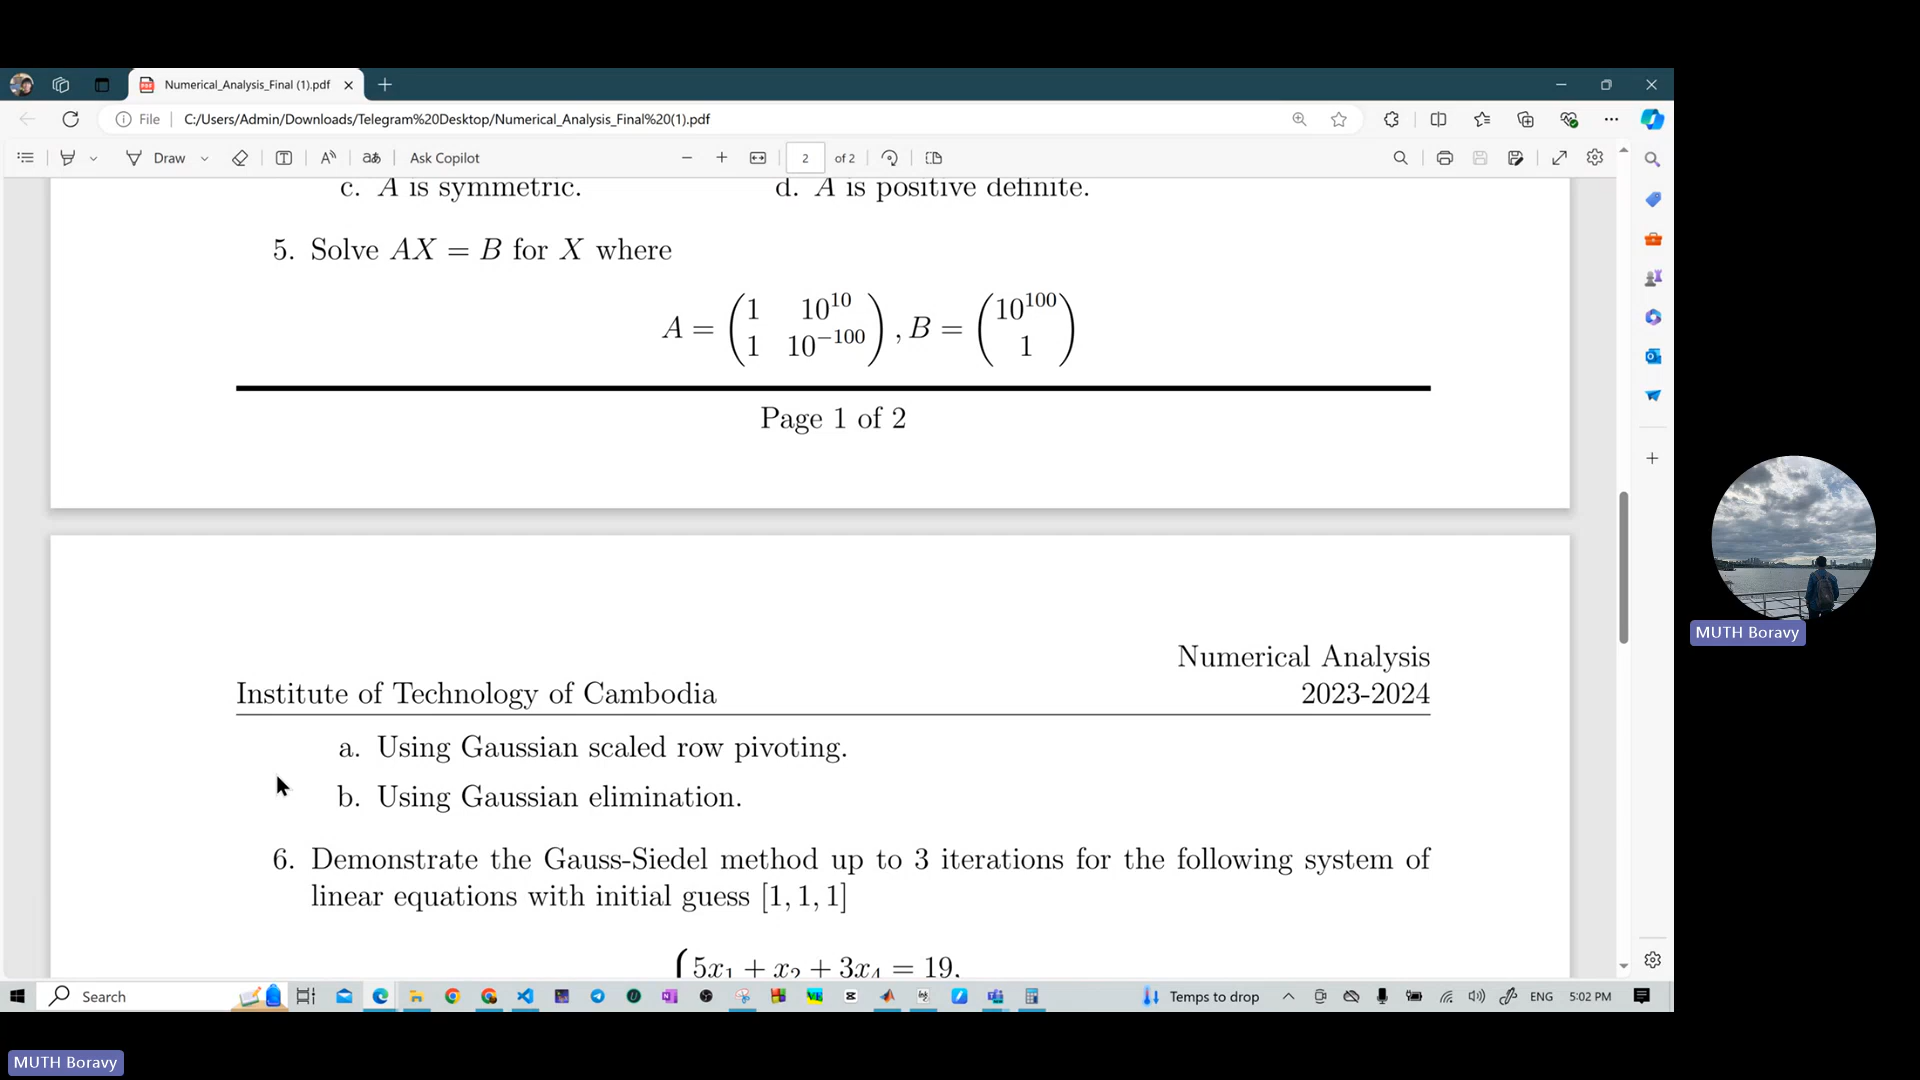 Numerical_Analysis_Final (1).pdf
File C:/Users/Admin/Downloads/Telegram%20Desktop/Numerical_Analysis_Final%20(1).pdf
Draw Ask Copilot 2 of 2
c. A is symmetric. d. A is positive definite.
5. Solve AX = B for X where
A = (1 10^10; 1 10^-100), B = (10^100; 1)
Page 1 of 2
Numerical Analysis
Institute of Technology of Cambodia 2023-2024
a. Using Gaussian scaled row pivoting.
b. Using Gaussian elimination.
6. Demonstrate the Gauss-Siedel method up to 3 iterations for the following system of
linear equations with initial guess [1, 1, 1]
5x₁ + x₂ + 3x₄ = 19,
MUTH Boravy
Search Temps to drop ENG 5:02 PM
MUTH Boravy